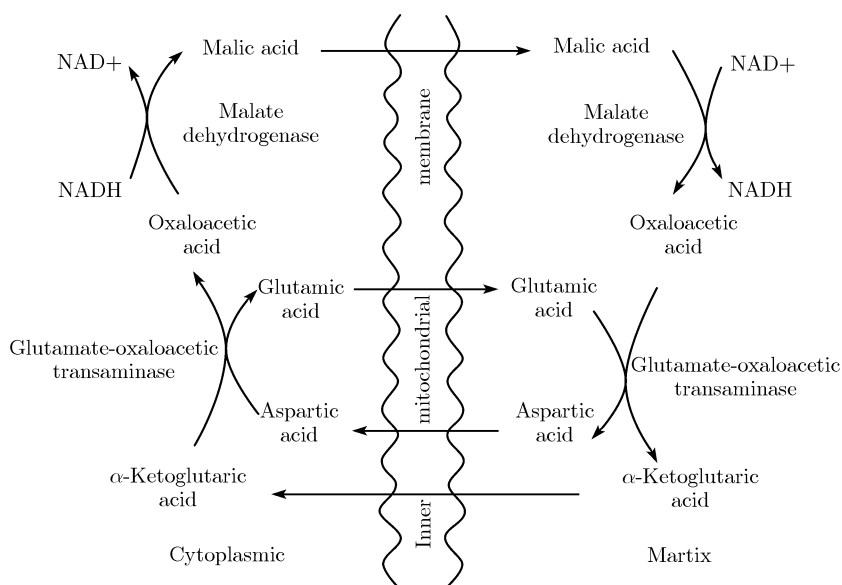 Malic acid
Malic acid
NAD+
NAD+
Malate
dehydrogenase
Malate
dehydrogenase
membrane
NADH
NADH
Oxaloacetic
acid
Oxaloacetic
acid
Glutamic
acid
Glutamic
acid
mitochondrial
Glutamate-oxaloacetic
transaminase
Glutamate-oxaloacetic
transaminase
Aspartic
acid
Aspartic
acid
α-Ketoglutaric
acid
α-Ketoglutaric
acid
Inner
Cytoplasmic
Martix